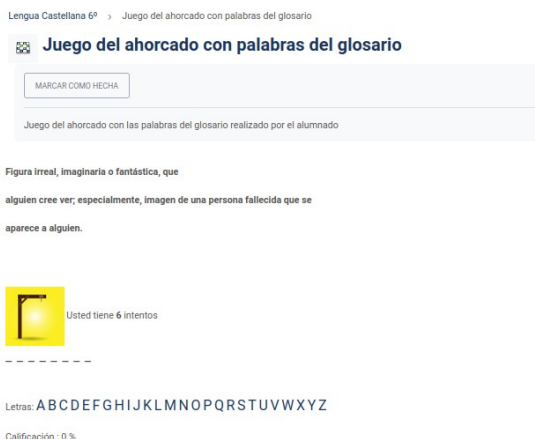 Lengua Castellana 6º > Juego del ahorcado con palabras del glosario
Juego del ahorcado con palabras del glosario
MARCAR COMO HECHA
Juego del ahorcado con las palabras del glosario realizado por el alumnado
Figura irreal, imaginaria o fantástica, que
alguien cree ver; especialmente, imagen de una persona fallecida que se
aparece a alguien.
Usted tiene 6 intentos
_ _ _ _ _ _ _ _
Letras: A B C D E F G H I J K L M N O P Q R S T U V W X Y Z
Calificación : 0 %